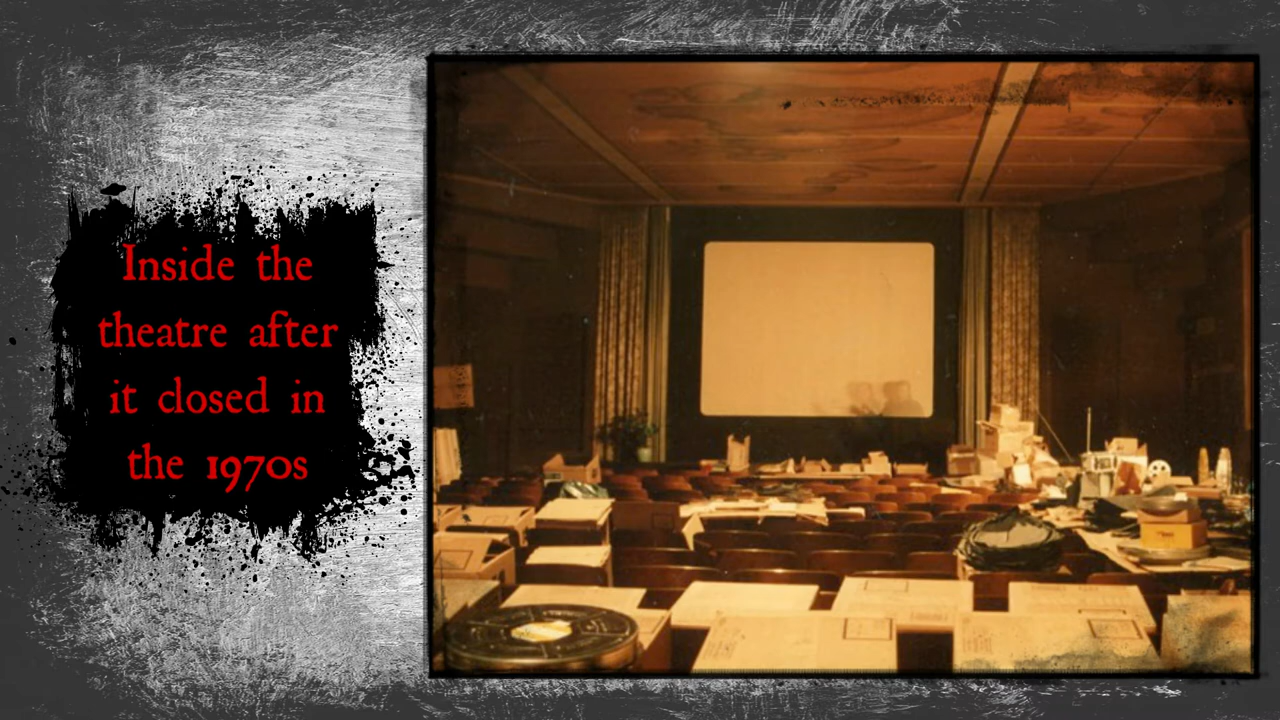 Inside the
theatre after
it closed in
the 1970s